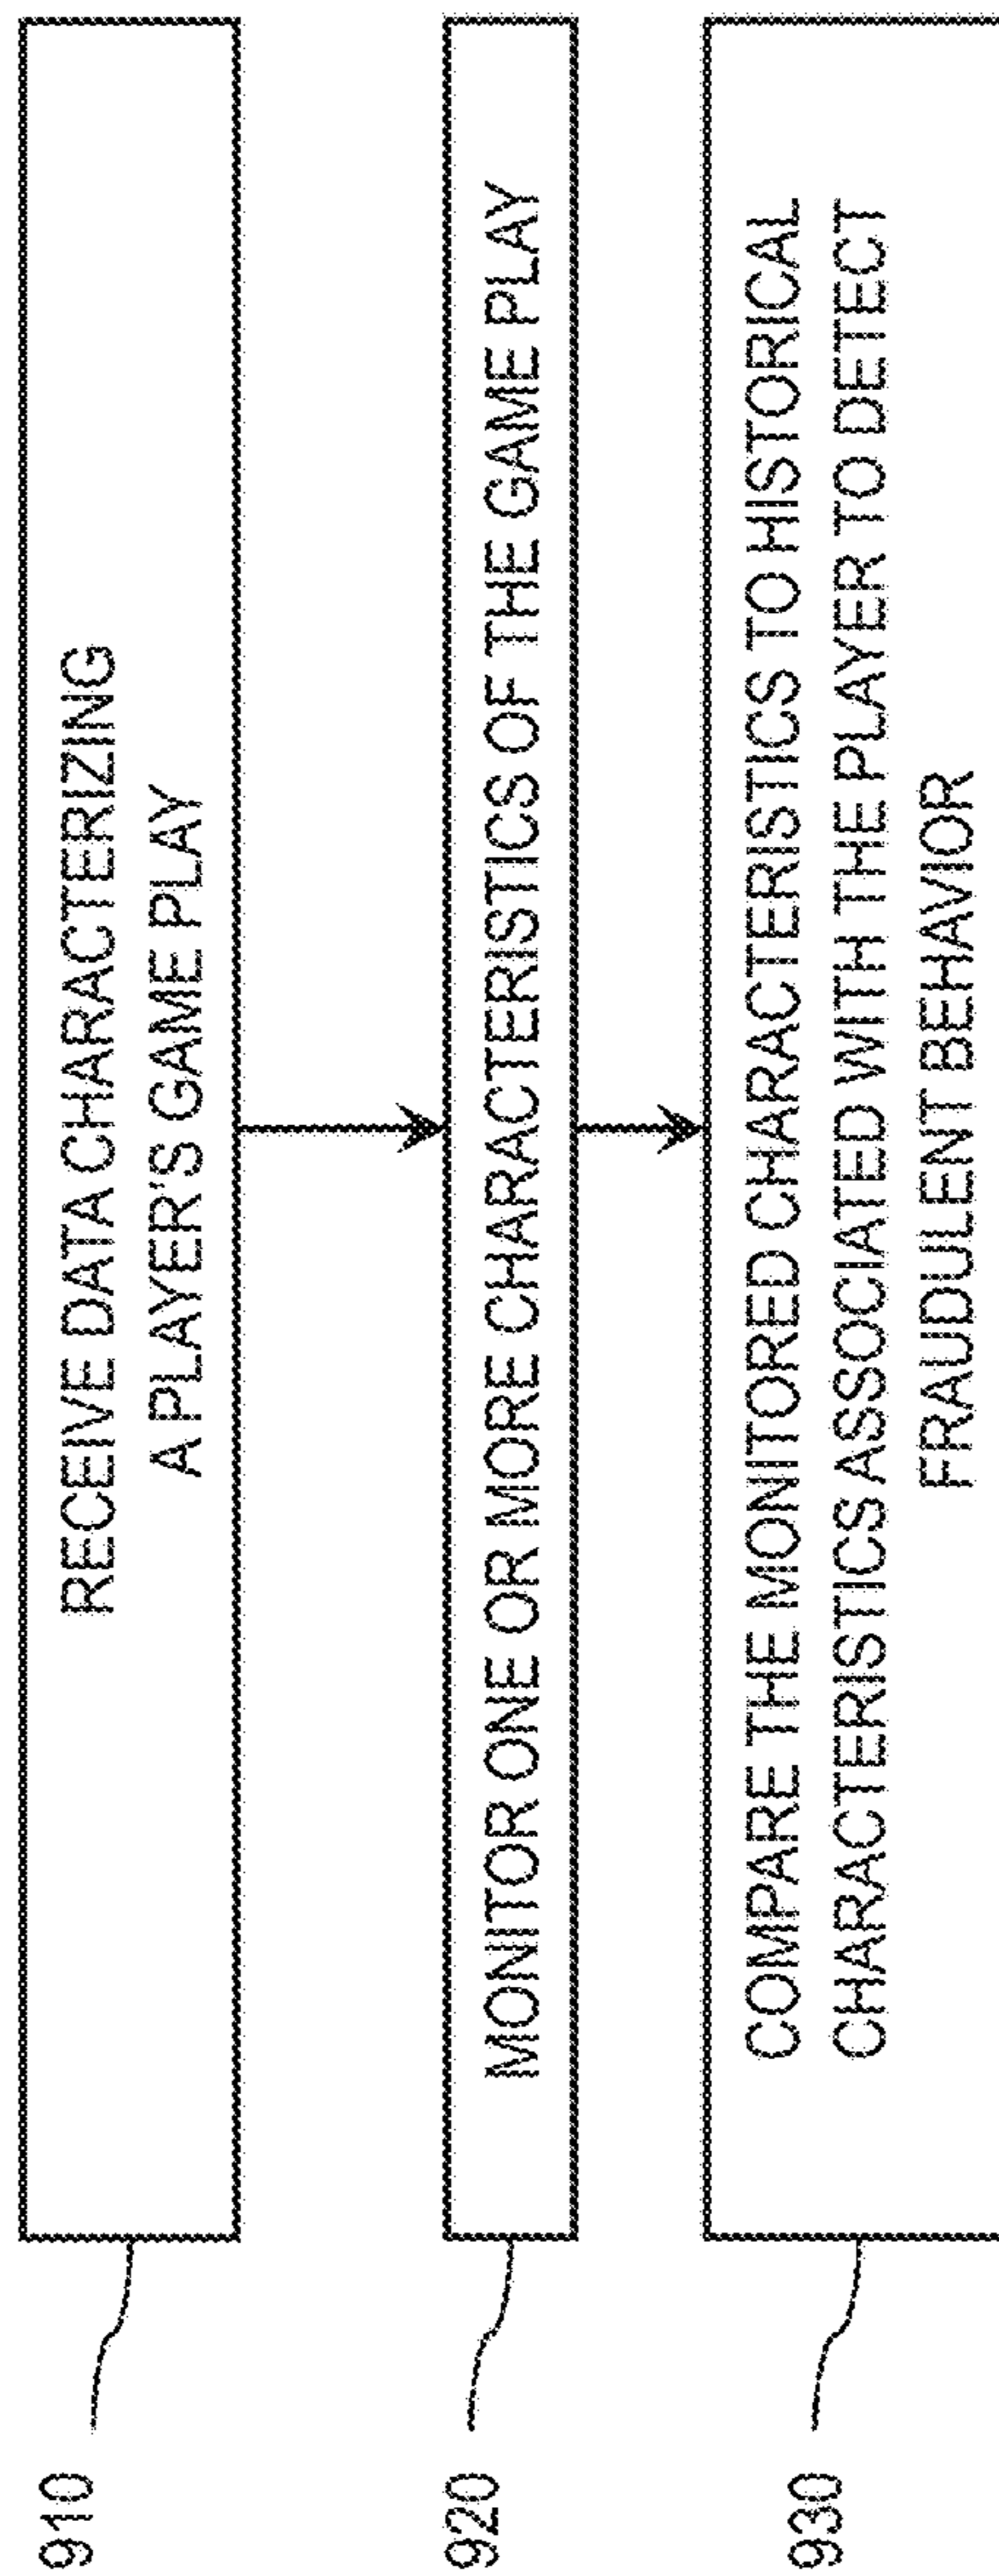 910
RECEIVE DATA CHARACTERIZING
A PLAYER'S GAME PLAY
920
MONITOR ONE OR MORE CHARACTERISTICS OF THE GAME PLAY
930
COMPARE THE MONITORED CHARACTERISTICS TO HISTORICAL
CHARACTERISTICS ASSOCIATED WITH THE PLAYER TO DETECT
FRAUDULENT BEHAVIOR